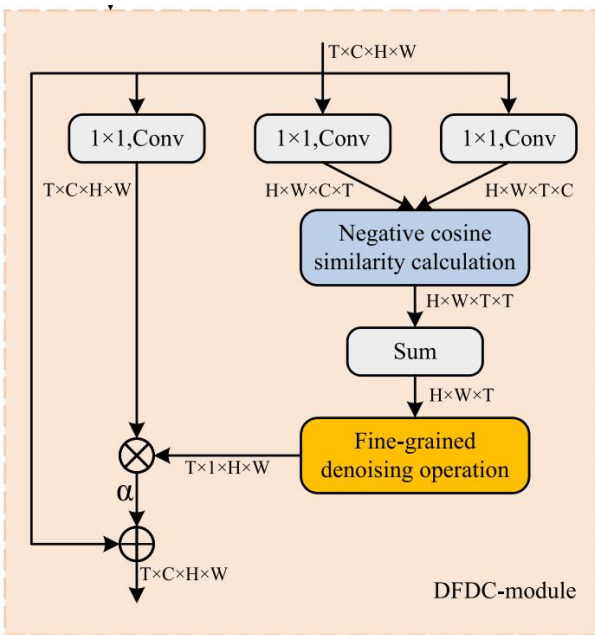 T×C×H×W
1×1,Conv
1×1,Conv
1×1,Conv
T×C×H×W
H×W×C×T
H×W×T×C
Negative cosine
similarity calculation
H×W×T×T
Sum
H×W×T
Fine-grained
denoising operation
T×1×H×W
α
T×C×H×W
DFDC-module